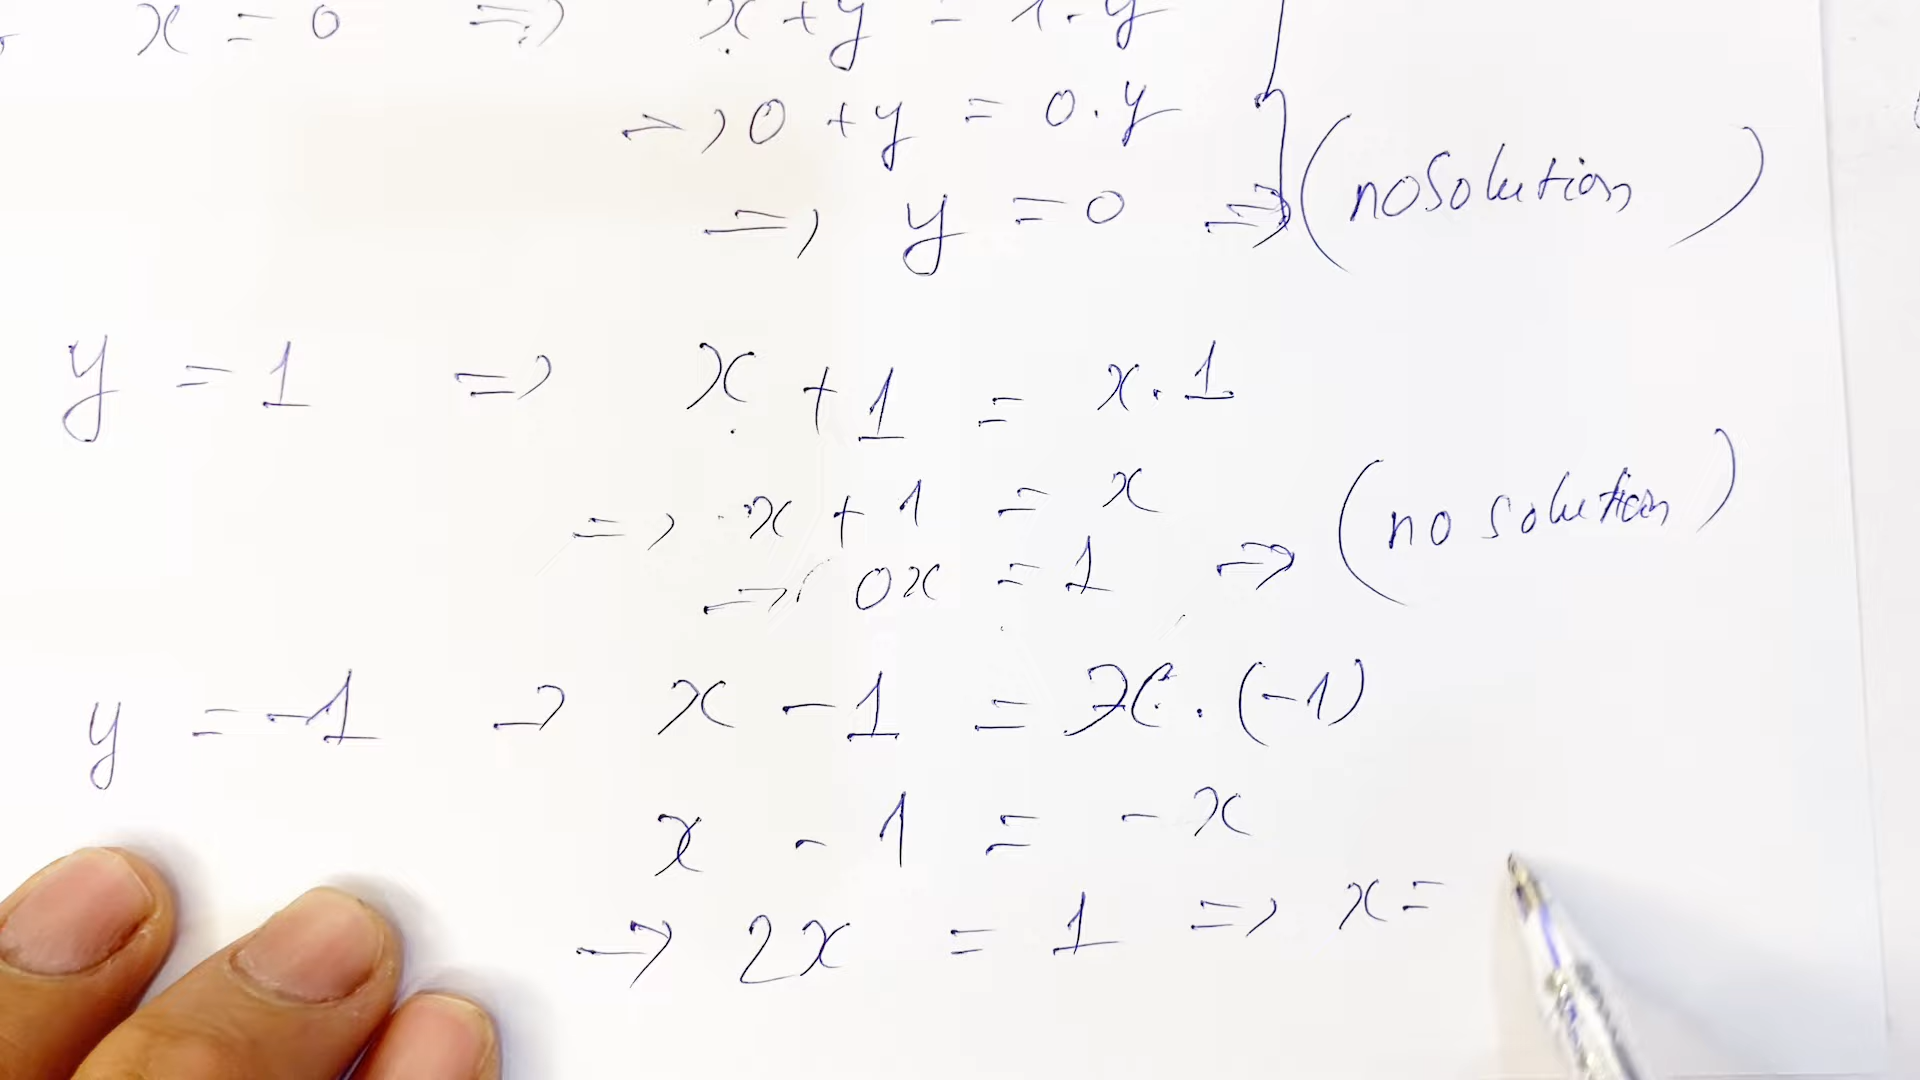 x = 0 => x + y = x . y
=> 0 + y = 0 . y
=> y = 0 => (no Solution)
y = 1 => x + 1 = x . 1
=> x + 1 = x
=> 0x = 1 => (no solution)
y = -1 => x - 1 = x . (-1)
x - 1 = -x
=> 2x = 1 => x =